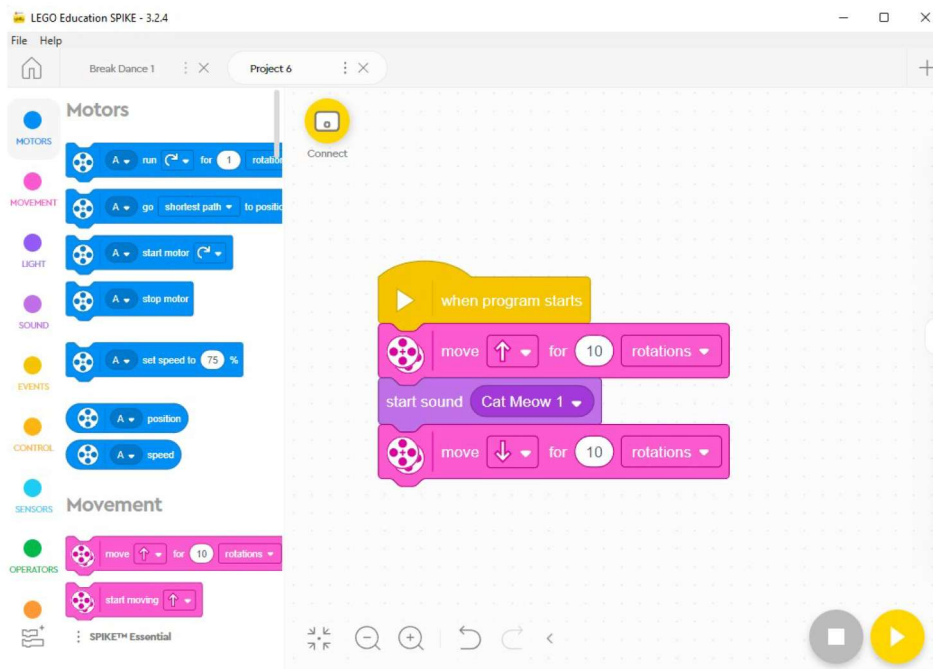 LEGO Education SPIKE - 3.2.4
File Help
Break Dance 1
Project 6
MOTORS
MOVEMENT
LIGHT
SOUND
EVENTS
CONTROL
SENSORS
OPERATORS
Motors
A run for 1 rotation
A go shortest path to positic
A start motor
A stop motor
A set speed to 75 %
A position
A speed
Movement
move for 10 rotations
start moving
SPIKE™ Essential
Connect
when program starts
move for 10 rotations
start sound Cat Meow 1
move for 10 rotations